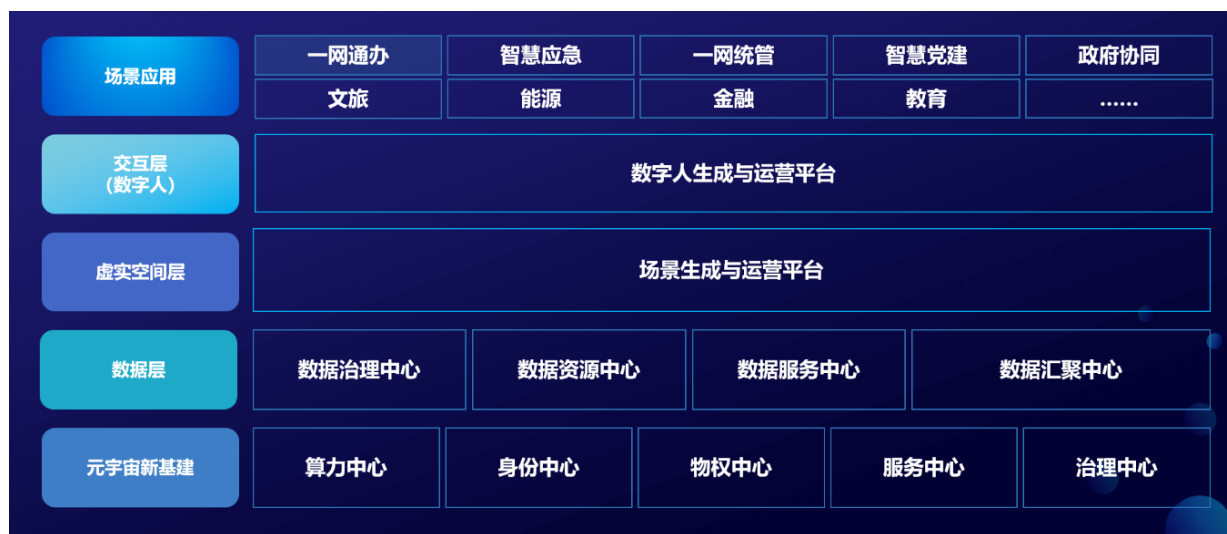 场景应用
一网通办
智慧应急
一网统管
智慧党建
政府协同
文旅
能源
金融
教育
……
交互层
(数字人)
数字人生成与运营平台
虚实空间层
场景生成与运营平台
数据层
数据治理中心
数据资源中心
数据服务中心
数据汇聚中心
元宇宙新基建
算力中心
身份中心
物权中心
服务中心
治理中心